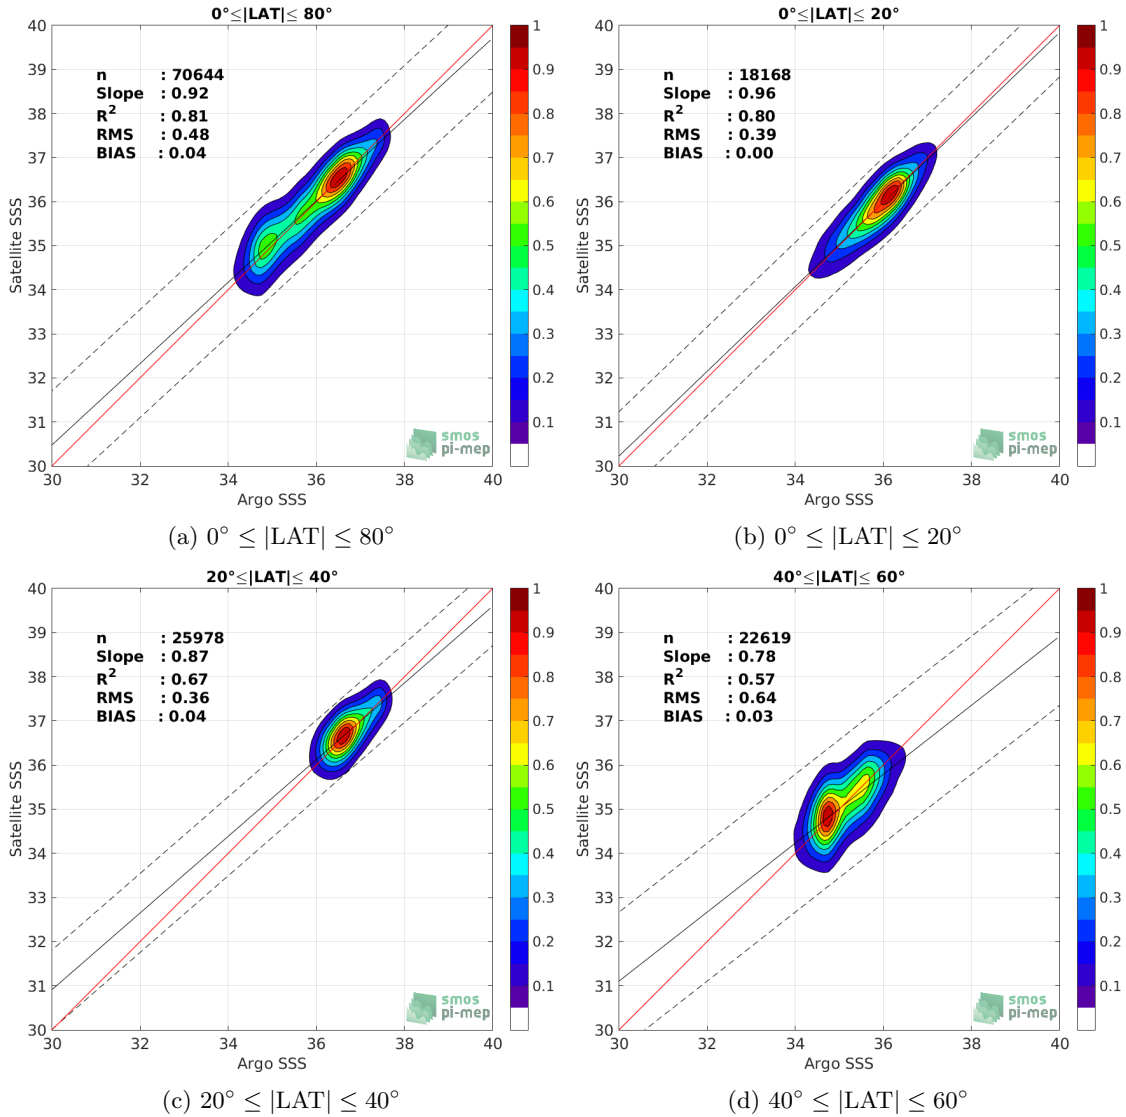 0°≤|LAT|≤ 80°
n : 70644
Slope : 0.92
R² : 0.81
RMS : 0.48
BIAS : 0.04
40
39
38
37
36
35
34
33
32
31
30
Satellite SSS
30 32 34 36 38 40
Argo SSS
1
0.9
0.8
0.7
0.6
0.5
0.4
0.3
0.2
0.1
smos
pi-mep
(a) 0° ≤ |LAT| ≤ 80°
0°≤|LAT|≤ 20°
n : 18168
Slope : 0.96
R² : 0.80
RMS : 0.39
BIAS : 0.00
40
39
38
37
36
35
34
33
32
31
30
Satellite SSS
30 32 34 36 38 40
Argo SSS
1
0.9
0.8
0.7
0.6
0.5
0.4
0.3
0.2
0.1
smos
pi-mep
(b) 0° ≤ |LAT| ≤ 20°
20°≤|LAT|≤ 40°
n : 25978
Slope : 0.87
R² : 0.67
RMS : 0.36
BIAS : 0.04
40
39
38
37
36
35
34
33
32
31
30
Satellite SSS
30 32 34 36 38 40
Argo SSS
1
0.9
0.8
0.7
0.6
0.5
0.4
0.3
0.2
0.1
smos
pi-mep
(c) 20° ≤ |LAT| ≤ 40°
40°≤|LAT|≤ 60°
n : 22619
Slope : 0.78
R² : 0.57
RMS : 0.64
BIAS : 0.03
40
39
38
37
36
35
34
33
32
31
30
Satellite SSS
30 32 34 36 38 40
Argo SSS
1
0.9
0.8
0.7
0.6
0.5
0.4
0.3
0.2
0.1
smos
pi-mep
(d) 40° ≤ |LAT| ≤ 60°